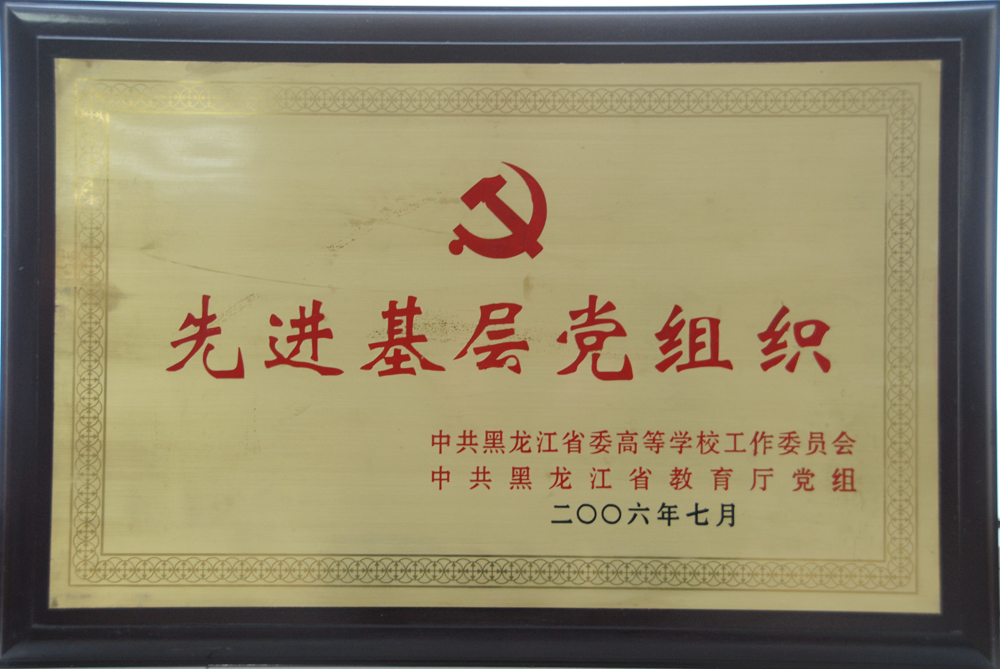 先进基层党组织
中共黑龙江省委高等学校工作委员会
中共黑龙江省教育厅党组
二〇〇六年七月